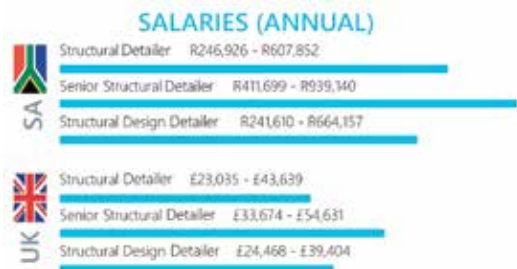 SALARIES (ANNUAL)
SA
Structural Detailer R246,926 - R607,852
Senior Structural Detailer R411,699 - R939,140
Structural Design Detailer R241,610 - R664,157
UK
Structural Detailer £23,035 - £43,639
Senior Structural Detailer £33,674 - £54,631
Structural Design Detailer £24,468 - £39,404